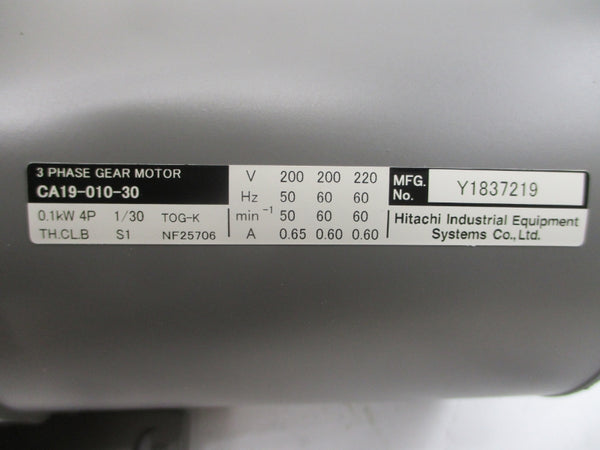 3 PHASE GEAR MOTOR
CA19-010-30
0.1kW 4P 1/30 TOG-K
TH.CL.B S1 NF25706
V 200 200 220
Hz 50 60 60
min⁻¹ 50 60 60
A 0.65 0.60 0.60
MFG. No. Y1837219
Hitachi Industrial Equipment
Systems Co., Ltd.